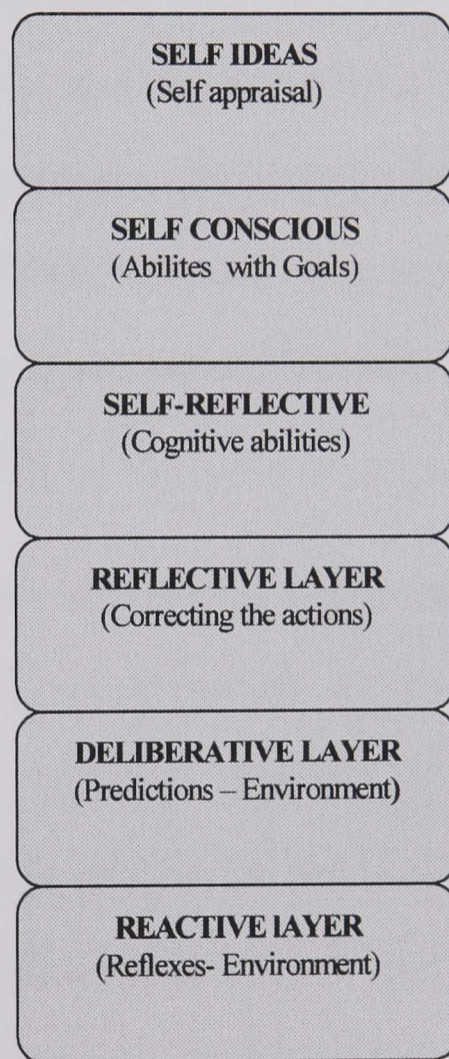 SELF IDEAS
(Self appraisal)
SELF CONSCIOUS
(Abilites with Goals)
SELF-REFLECTIVE
(Cognitive abilities)
REFLECTIVE LAYER
(Correcting the actions)
DELIBERATIVE LAYER
(Predictions – Environment)
REACTIVE lAYER
(Reflexes- Environment)